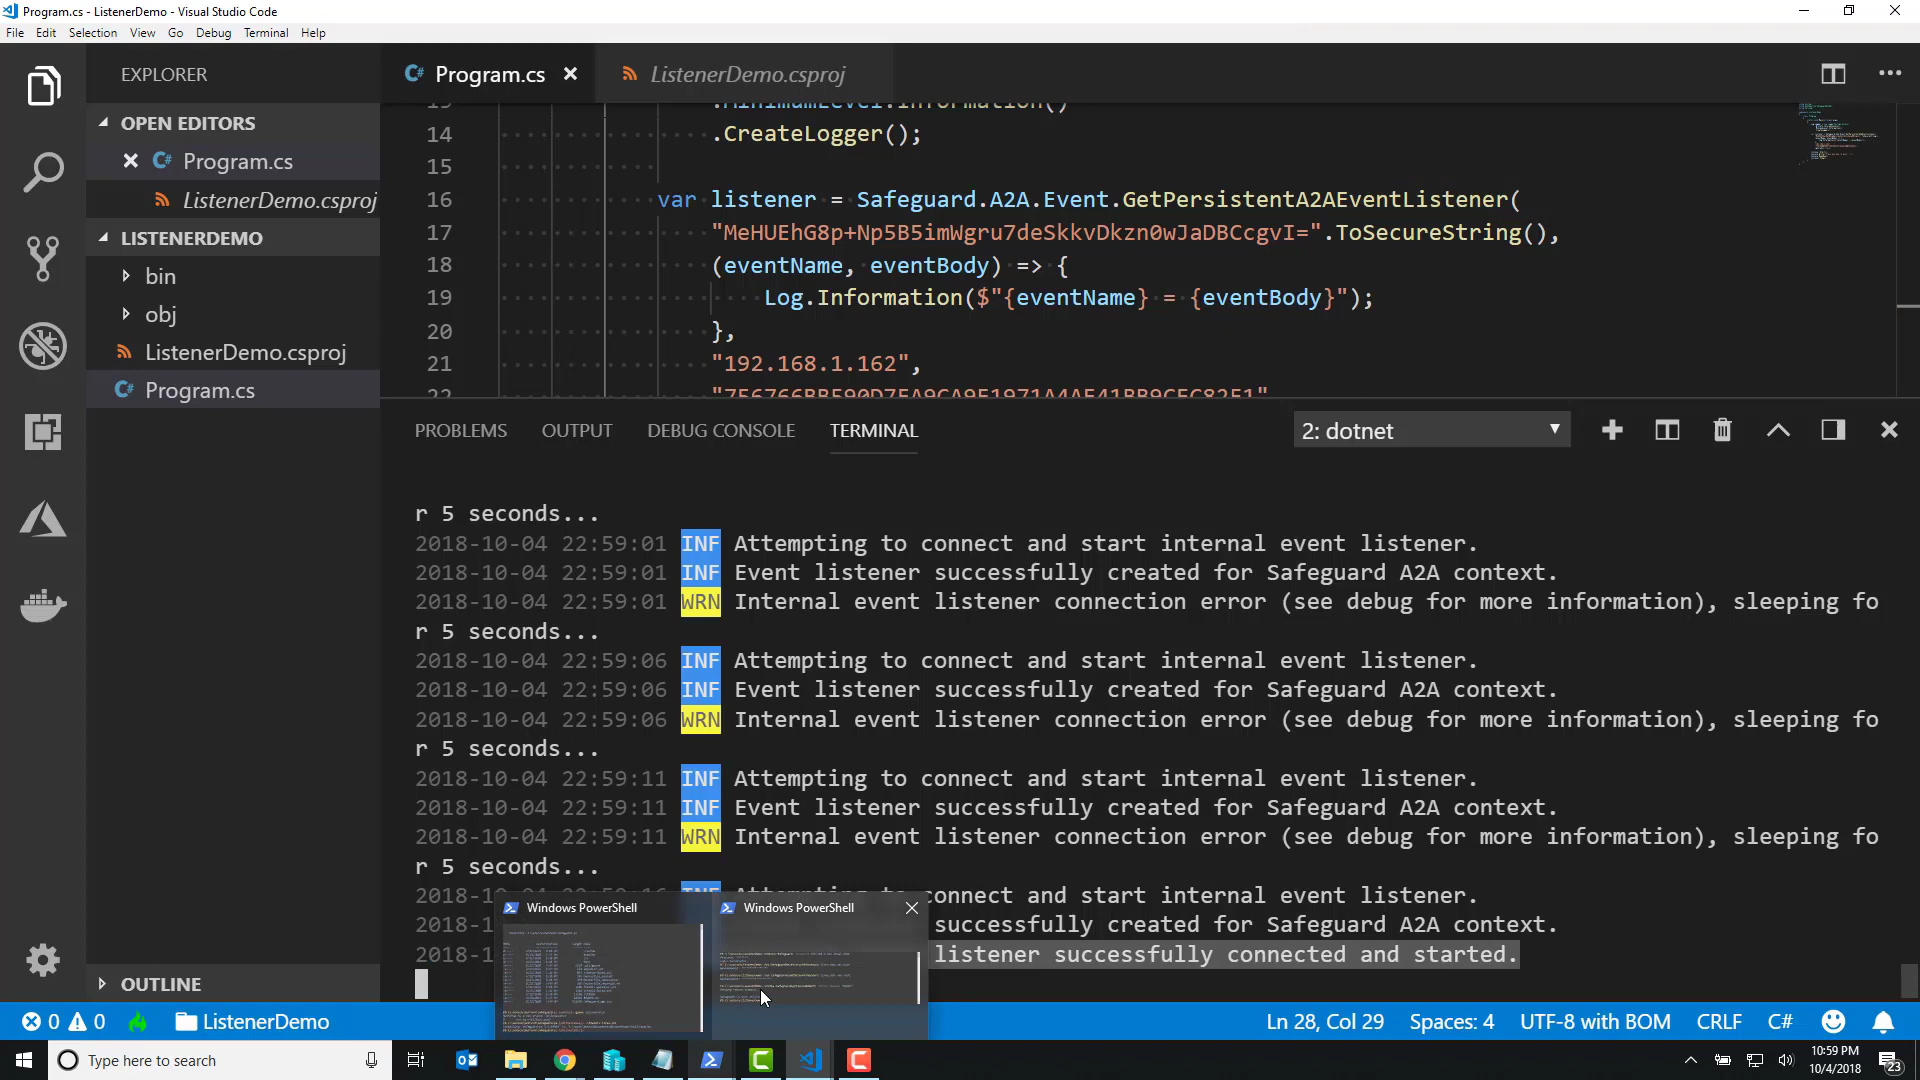 Program.cs - ListenerDemo - Visual Studio Code
File Edit Selection View Go Debug Terminal Help
EXPLORER
OPEN EDITORS
Program.cs
ListenerDemo.csproj
LISTENERDEMO
bin
obj
ListenerDemo.csproj
Program.cs
OUTLINE
Program.cs
ListenerDemo.csproj
.MinimumLevel.Information()
14 .CreateLogger();
15
16 var listener = Safeguard.A2A.Event.GetPersistentA2AEventListener(
17 "MeHUEhG8p+Np5B5imWgru7deSkkvDkzn0wJaDBCcgvI=".ToSecureString(),
18 (eventName, eventBody) => {
19 Log.Information($"{eventName} = {eventBody}");
20 },
21 "192.168.1.162",
22
PROBLEMS OUTPUT DEBUG CONSOLE TERMINAL
2: dotnet
r 5 seconds...
2018-10-04 22:59:01 INF Attempting to connect and start internal event listener.
2018-10-04 22:59:01 INF Event listener successfully created for Safeguard A2A context.
2018-10-04 22:59:01 WRN Internal event listener connection error (see debug for more information), sleeping fo
r 5 seconds...
2018-10-04 22:59:06 INF Attempting to connect and start internal event listener.
2018-10-04 22:59:06 INF Event listener successfully created for Safeguard A2A context.
2018-10-04 22:59:06 WRN Internal event listener connection error (see debug for more information), sleeping fo
r 5 seconds...
2018-10-04 22:59:11 INF Attempting to connect and start internal event listener.
2018-10-04 22:59:11 INF Event listener successfully created for Safeguard A2A context.
2018-10-04 22:59:11 WRN Internal event listener connection error (see debug for more information), sleeping fo
r 5 seconds...
connect and start internal event listener.
2018-1 successfully created for Safeguard A2A context.
2018-1 listener successfully connected and started.
Windows PowerShell
Windows PowerShell
0 0 ListenerDemo
Ln 28, Col 29 Spaces: 4 UTF-8 with BOM CRLF C#
Type here to search
10:59 PM
10/4/2018
23